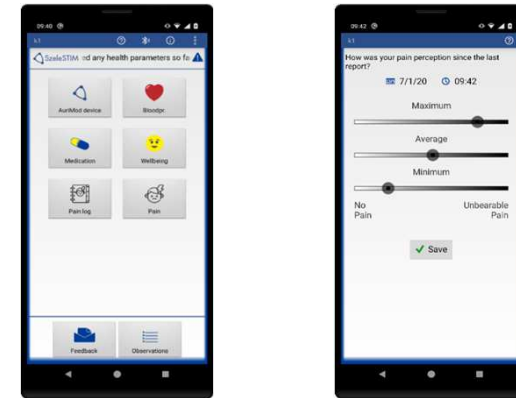 09:40
S1
SzeleSTIM ed any health parameters so fa
AuriMod device
Bloodpr.
Medication
Wellbeing
Pain log
Pain
Feedback
Observations
09:42
S1
How was your pain perception since the last
report?
7/1/20 09:42
Maximum
Average
Minimum
No Unbearable
Pain Pain
Save